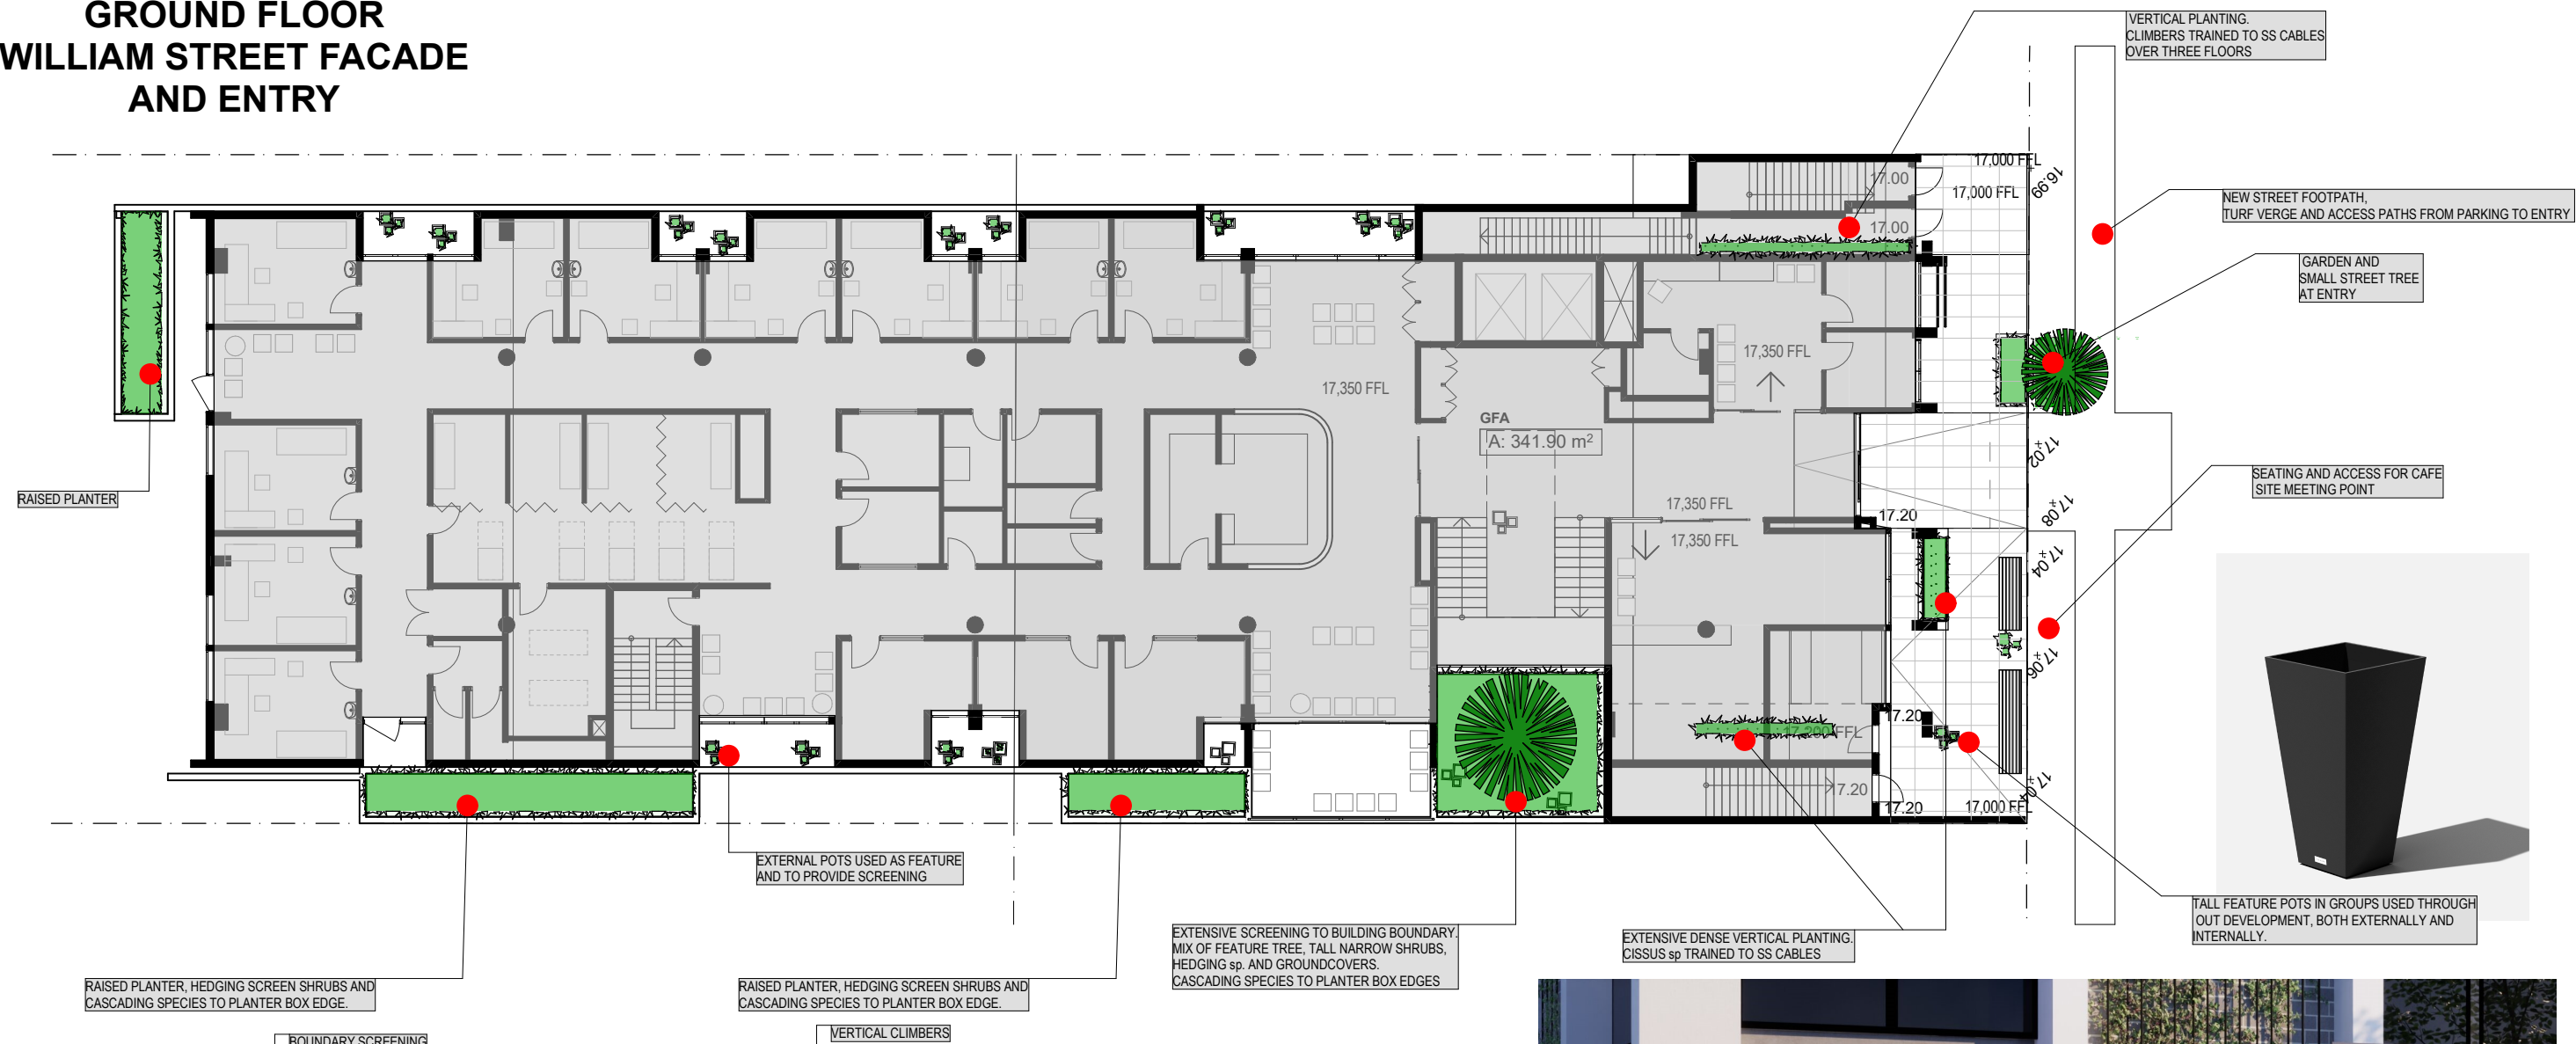 GROUND FLOOR
WILLIAM STREET FACADE
AND ENTRY
VERTICAL PLANTING.
CLIMBERS TRAINED TO SS CABLES
OVER THREE FLOORS
17,000 FFL
16.99
17.00
17,000 FFL
17.00
NEW STREET FOOTPATH,
TURF VERGE AND ACCESS PATHS FROM PARKING TO ENTRY
GARDEN AND
SMALL STREET TREE
AT ENTRY
17,350 FFL
17,350 FFL
GFA
A: 341.90 m²
17.02
SEATING AND ACCESS FOR CAFE
SITE MEETING POINT
RAISED PLANTER
17,350 FFL
17.20
17.08
17,350 FFL
17.04
17.06
17.20
17,200 FFL
17.20
17.20
17,000 FFL
17.04
EXTERNAL POTS USED AS FEATURE
AND TO PROVIDE SCREENING
TALL FEATURE POTS IN GROUPS USED THROUGH
OUT DEVELOPMENT, BOTH EXTERNALLY AND
INTERNALLY.
EXTENSIVE SCREENING TO BUILDING BOUNDARY.
MIX OF FEATURE TREE, TALL NARROW SHRUBS,
HEDGING sp. AND GROUNDCOVERS.
CASCADING SPECIES TO PLANTER BOX EDGES
EXTENSIVE DENSE VERTICAL PLANTING.
CISSUS sp TRAINED TO SS CABLES
RAISED PLANTER, HEDGING SCREEN SHRUBS AND
CASCADING SPECIES TO PLANTER BOX EDGE.
RAISED PLANTER, HEDGING SCREEN SHRUBS AND
CASCADING SPECIES TO PLANTER BOX EDGE.
VERTICAL CLIMBERS
BOUNDARY SCREENING